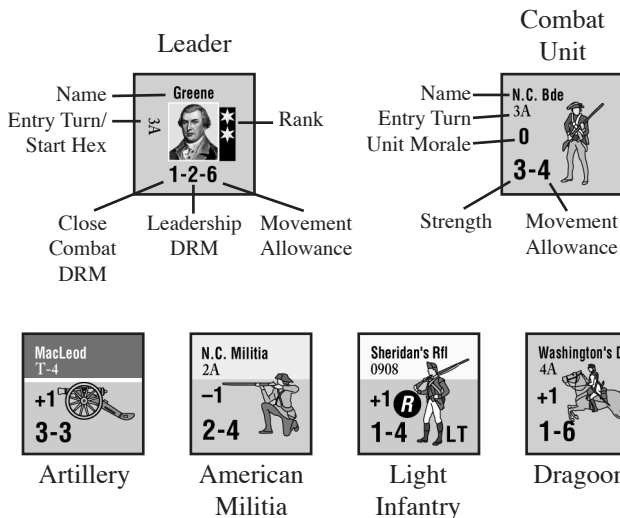 Leader
Combat
Unit
Name
Greene
Entry Turn/
Start Hex
3A
Rank
1-2-6
Close
Combat
DRM
Leadership
DRM
Movement
Allowance
Name
N.C. Bde
Entry Turn
3A
Unit Morale
0
3-4
Strength
Movement
Allowance
MacLeod
T-4
+1
3-3
Artillery
N.C. Militia
2A
–1
2-4
American
Militia
Sheridan's Rfl
0908
+1 R
1-4 LT
Light
Infantry
Washington's D
4A
+1
1-6
Dragoon